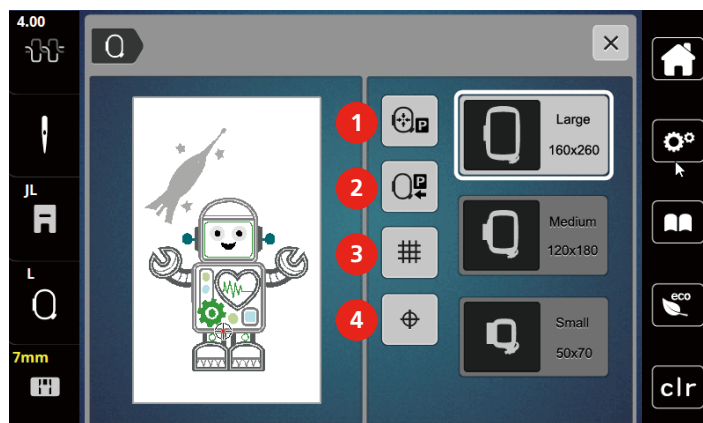 4.00
JL
L
7mm
1
P
2
P
3
4
Large
160x260
Medium
120x180
Small
50x70
eco
clr